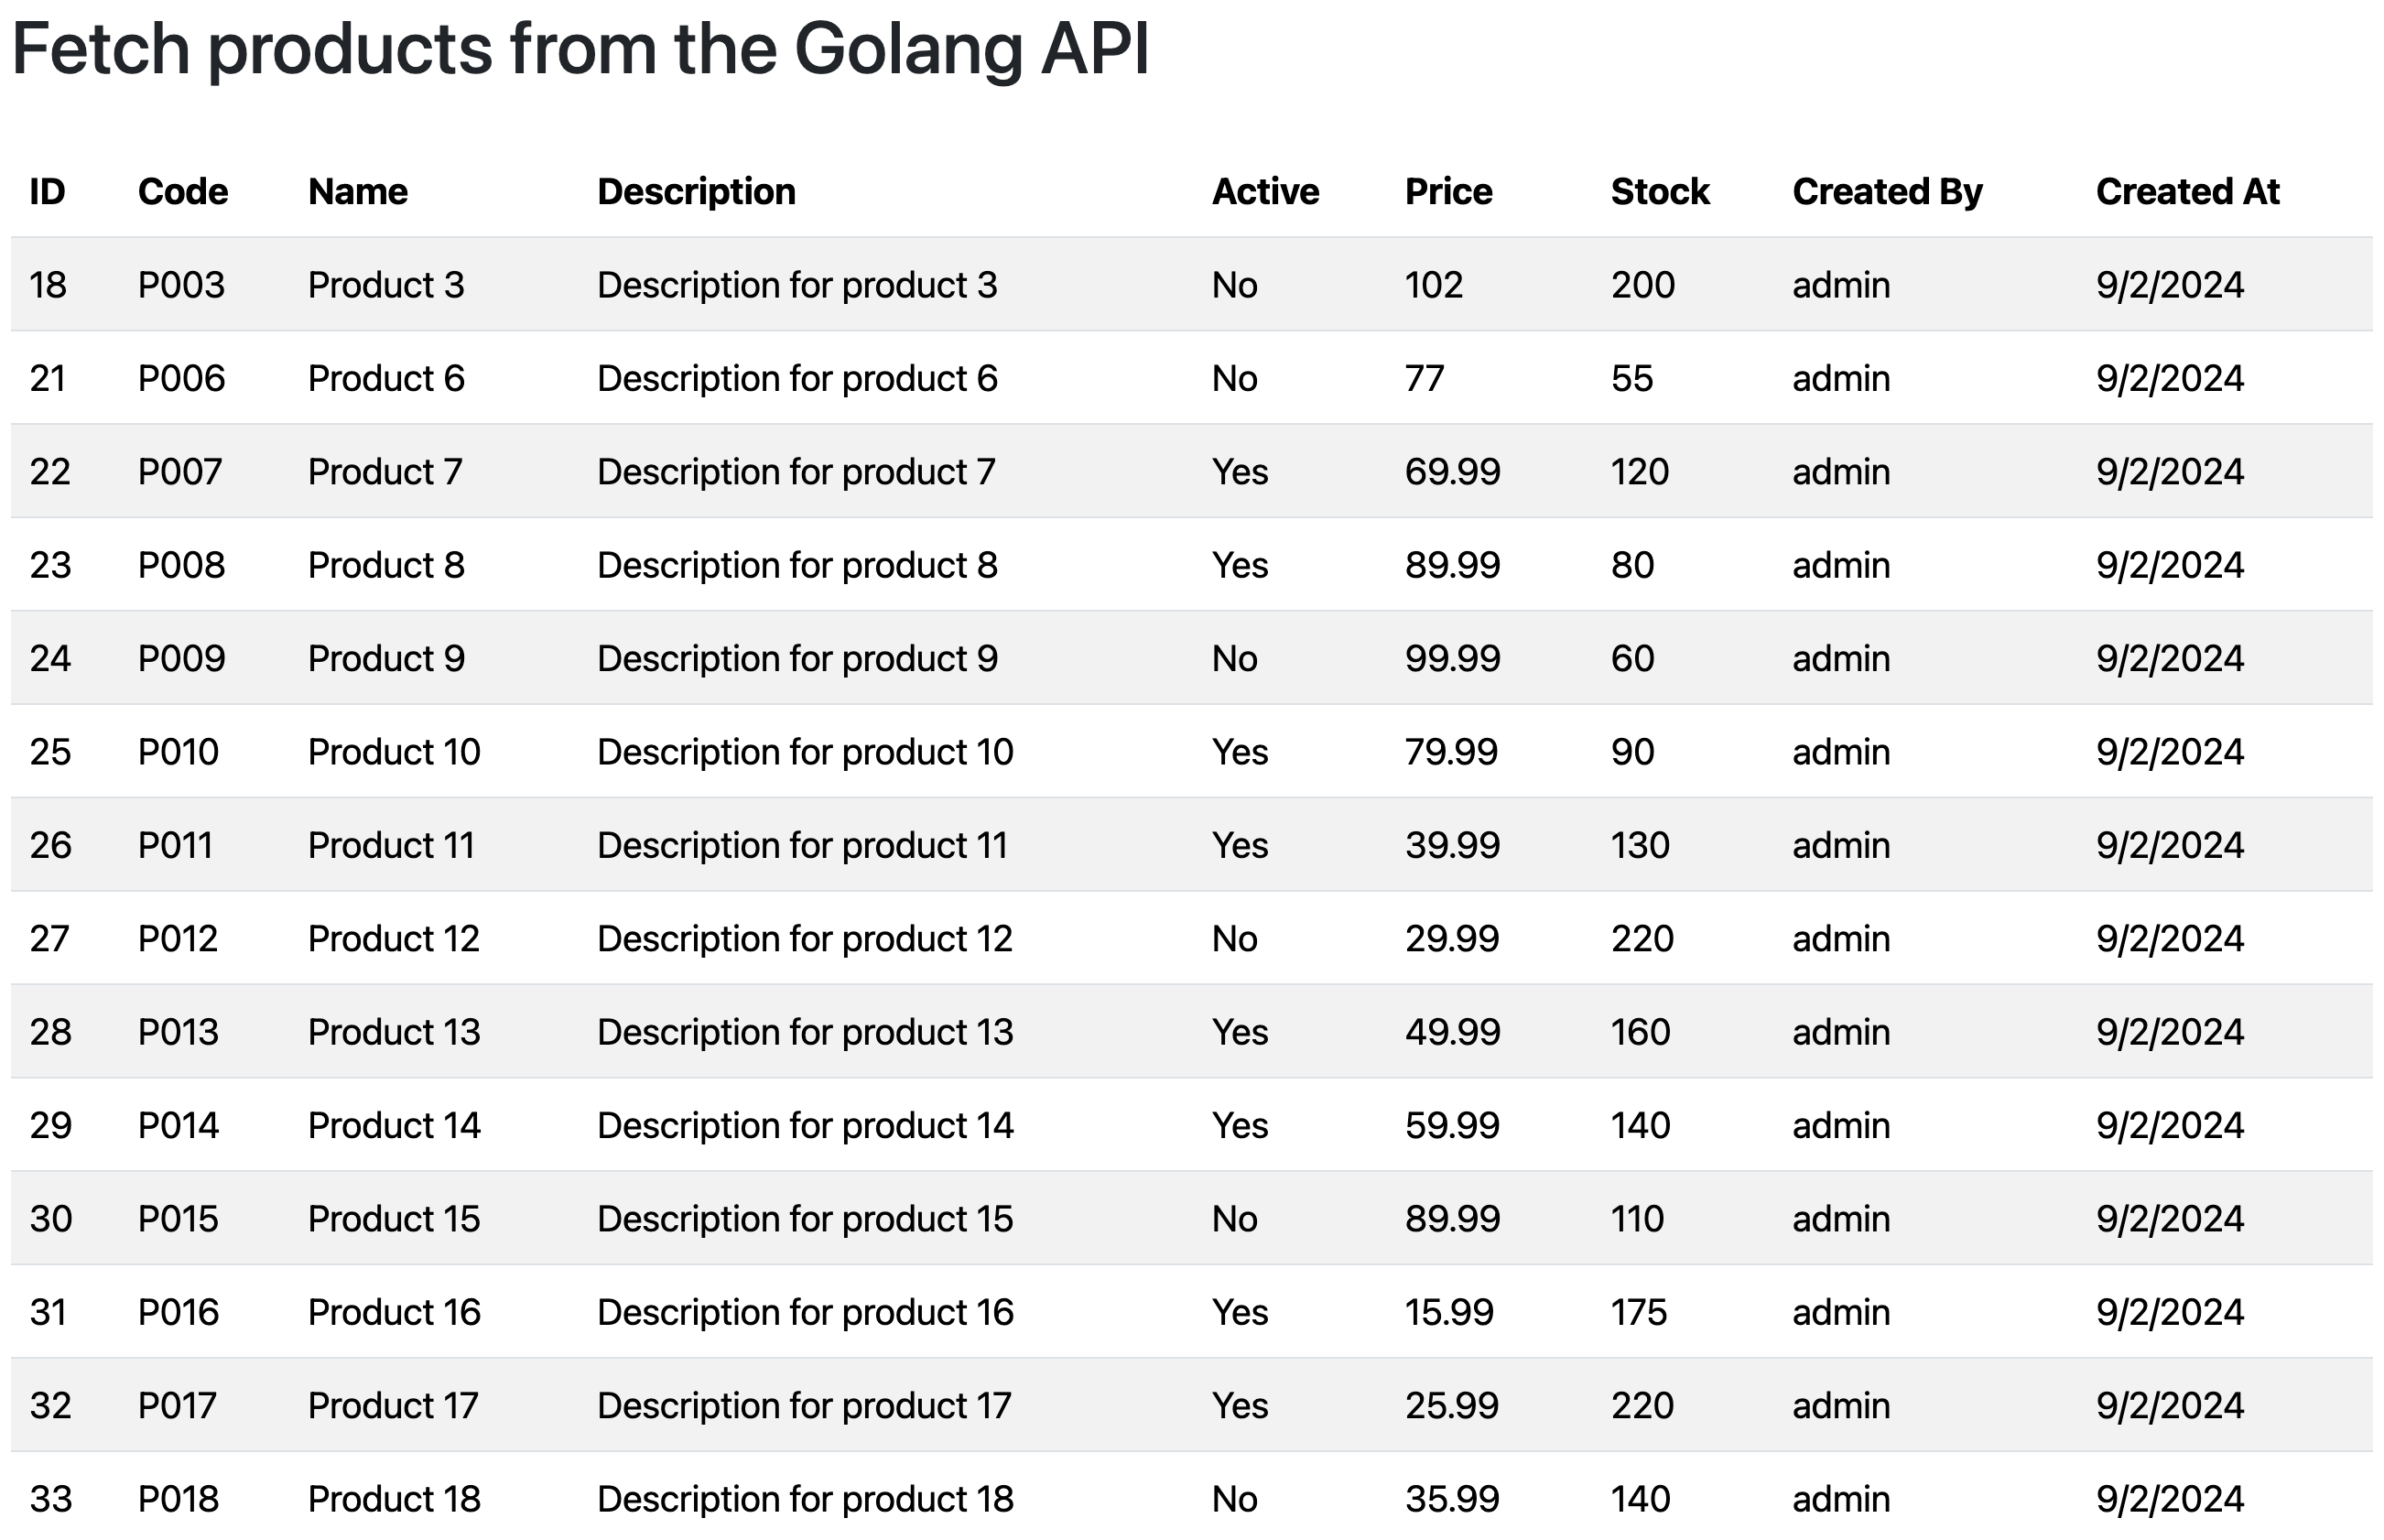 Fetch products from the Golang API
ID Code Name Description Active Price Stock Created By Created At
18 P003 Product 3 Description for product 3 No 102 200 admin 9/2/2024
21 P006 Product 6 Description for product 6 No 77 55 admin 9/2/2024
22 P007 Product 7 Description for product 7 Yes 69.99 120 admin 9/2/2024
23 P008 Product 8 Description for product 8 Yes 89.99 80 admin 9/2/2024
24 P009 Product 9 Description for product 9 No 99.99 60 admin 9/2/2024
25 P010 Product 10 Description for product 10 Yes 79.99 90 admin 9/2/2024
26 P011 Product 11 Description for product 11 Yes 39.99 130 admin 9/2/2024
27 P012 Product 12 Description for product 12 No 29.99 220 admin 9/2/2024
28 P013 Product 13 Description for product 13 Yes 49.99 160 admin 9/2/2024
29 P014 Product 14 Description for product 14 Yes 59.99 140 admin 9/2/2024
30 P015 Product 15 Description for product 15 No 89.99 110 admin 9/2/2024
31 P016 Product 16 Description for product 16 Yes 15.99 175 admin 9/2/2024
32 P017 Product 17 Description for product 17 Yes 25.99 220 admin 9/2/2024
33 P018 Product 18 Description for product 18 No 35.99 140 admin 9/2/2024